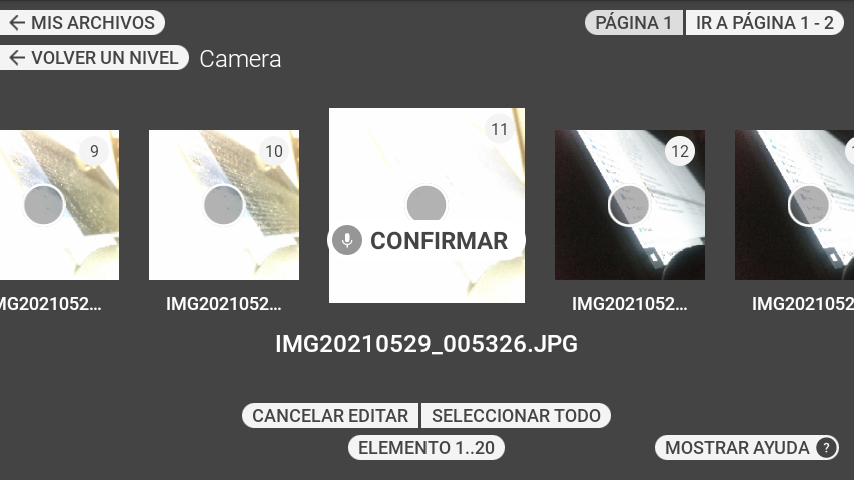 MIS ARCHIVOS
PÁGINA 1
IR A PÁGINA 1 - 2
VOLVER UN NIVEL
Camera
9
10
11
12
CONFIRMAR
MG2021052...
IMG2021052...
IMG2021052...
IMG2021052
IMG20210529_005326.JPG
CANCELAR EDITAR
SELECCIONAR TODO
ELEMENTO 1..20
MOSTRAR AYUDA ?